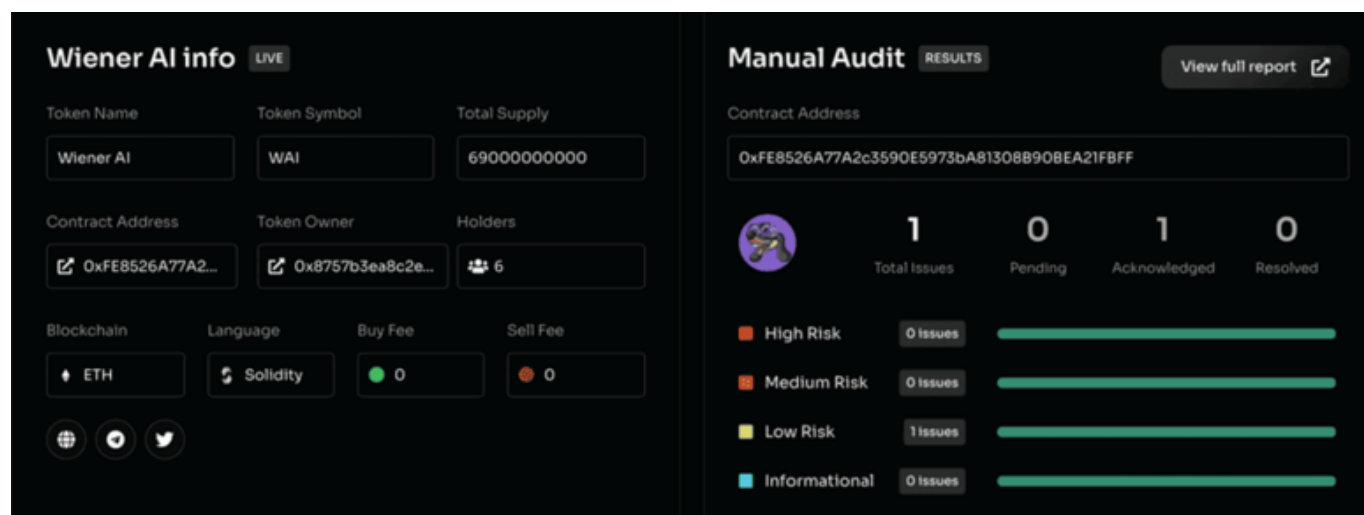 Wiener AI info LIVE
Token Name Token Symbol Total Supply
Wiener AI WAI 69000000000
Contract Address Token Owner Holders
0xFE8526A77A2... 0x8757b3ea8c2e... 6
Blockchain Language Buy Fee Sell Fee
ETH Solidity 0 0
Manual Audit RESULTS View full report
Contract Address
0xFE8526A77A2c3590E5973bA81308B90BEA21FBFF
1 0 1 0
Total Issues Pending Acknowledged Resolved
High Risk 0 issues
Medium Risk 0 issues
Low Risk 1 issues
Informational 0 issues